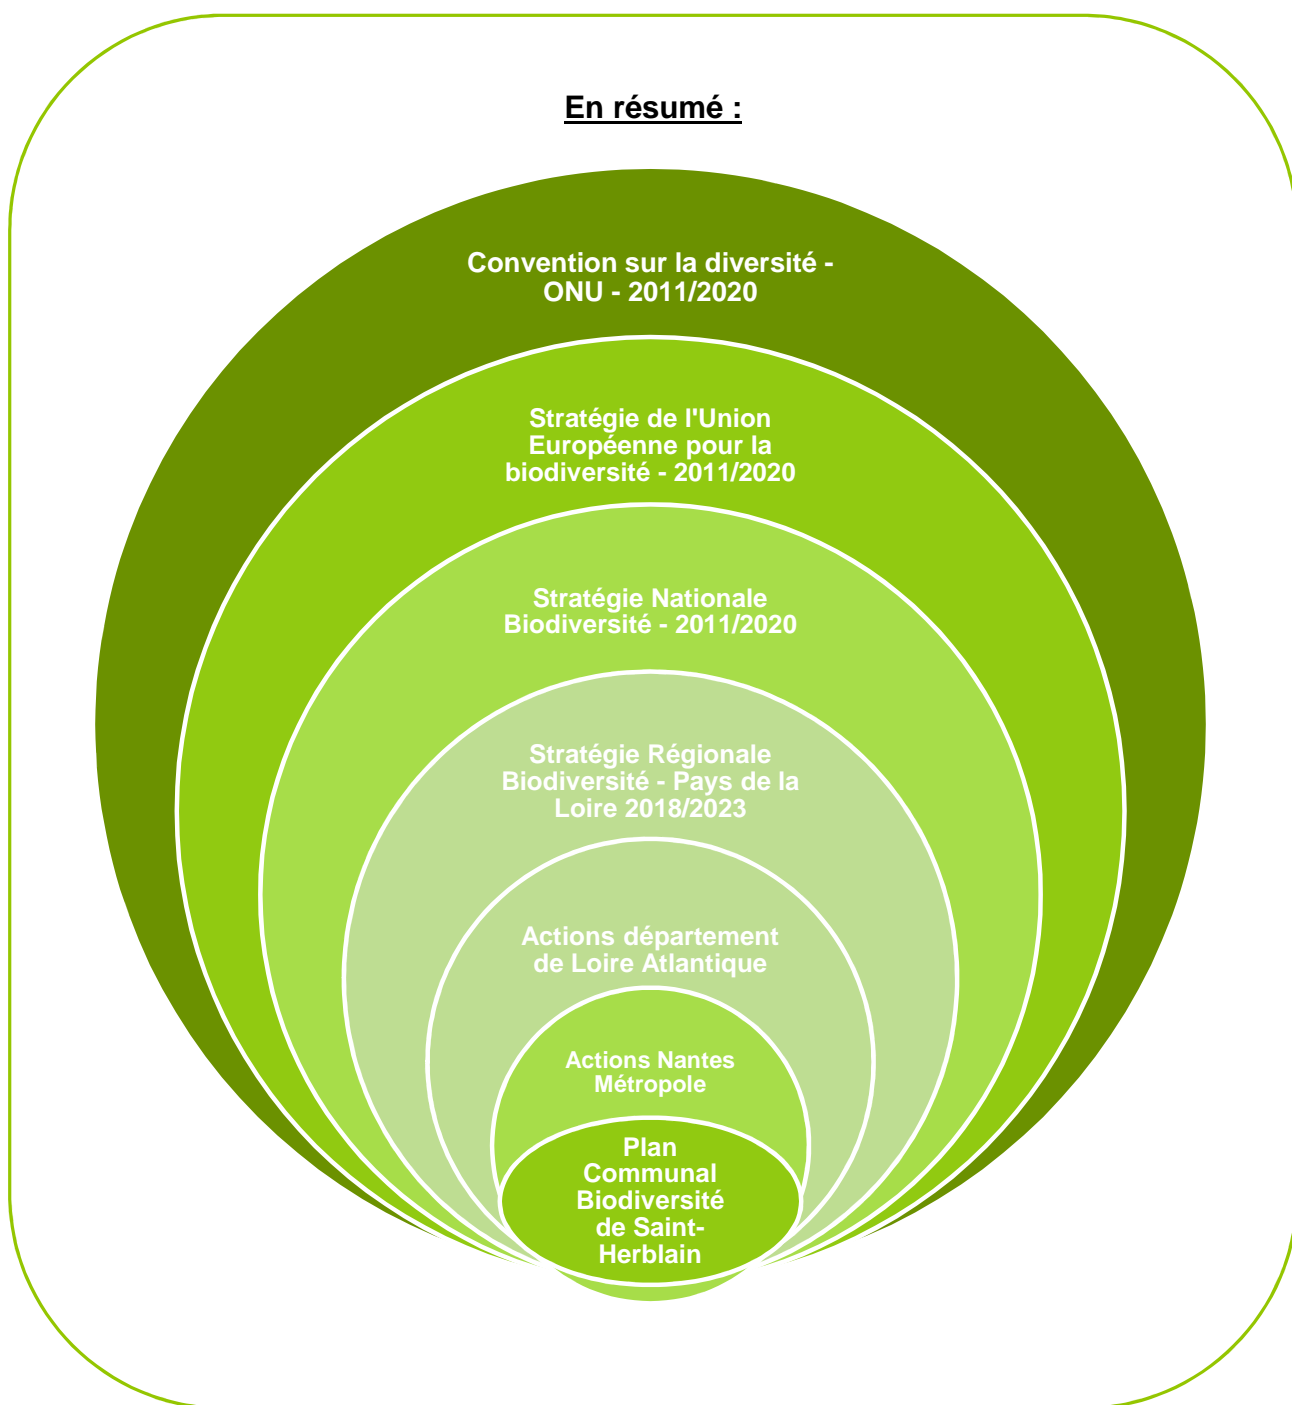 En résumé :
Convention sur la diversité -
ONU - 2011/2020
Stratégie de l'Union
Européenne pour la
biodiversité - 2011/2020
Stratégie Nationale
Biodiversité - 2011/2020
Stratégie Régionale
Biodiversité - Pays de la
Loire 2018/2023
Actions département
de Loire Atlantique
Actions Nantes
Métropole
Plan
Communal
Biodiversité
de Saint-
Herblain